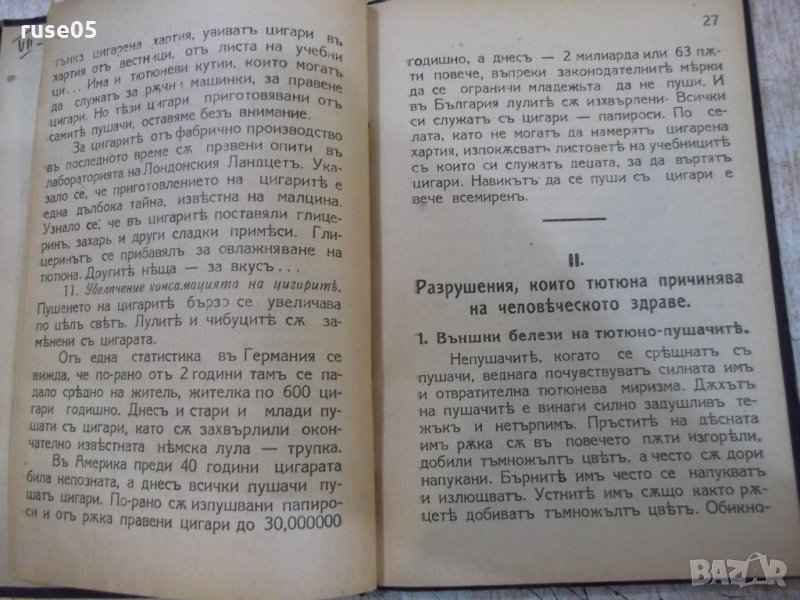 ruse05
VII
тънка цигарена хартия, увиватъ цигари въ
хартия отъ вестници, отъ листа на учебни
ци... Има и тютюневи кутии, които могатъ
да служатъ за рѫчни машинки, за правене
цигари. Но тѣзи цигари приготовявани отъ
самитѣ пушачи, оставяме безъ внимание.
За цигаритѣ отъ фабрично производство
въ последното време сѫ правени опити въ
лабораторията на Лондонския Ландцетъ. Ука-
зало се, че приготовлението на цигаритѣ е
една дълбока тайна, известна на малцина.
Узнало се; че въ цигаритѣ поставяли глице-
ринъ, захарь и други сладки примѣси. Гли-
церинътъ се прибавялъ за овлажняване на
тютюна. Другитѣ нѣща — за вкусъ...
11. Увеличение консамацията на цигаритѣ.
Пушането на цигаритѣ бързо се увеличава
по цѣлъ свѣтъ. Лулитѣ и чибуцитѣ сѫ за-
мѣнени съ цигарата.
Отъ една статистика въ Германия се
вижда, че по-рано отъ 2 години тамъ се па-
дало срѣдно на житель, жителка по 600 ци-
гари годишно. Днесъ и стари и млади пу-
шати съ цигари, като сѫ захвърлили окон-
чателно извѣстната нѣмска лула — трупка.
Въ Америка преди 40 години цигарата
била непозната, а днесъ всички пушачи пу-
шатъ цигари. По-рано сѫ изпушвани папиро-
си и отъ рѫка правени цигари до 30,000000
27
годишно, а днесъ — 2 милиарда или 63 пѫ-
ти повече, въпреки законодателнитѣ мѣрки
да се ограничи младежьта да не пуши. И
въ България лулитѣ сѫ изхвърлени. Всички
си служатъ съ цигари — папироси. По се-
лата, като не могатъ да намерятъ цигарена
хартия, изпокѫсватъ листоветѣ на учебницитѣ
съ които си служатъ децата, за да въртятъ
цигари. Навикътъ да се пуши съ цигари е
вече всемиренъ.
II.
Разрушения, които тютюна причинява
на човѣческото здраве.
1. Външни белези на тютюно-пушачитѣ.
Непушачитѣ, когато се срѣщнатъ съ
пушачи, веднага почувствуватъ силната имъ
и отвратителна тютюнева миризма. Дѫхътъ
на пушачитѣ е винаги силно задушливъ те-
жъкъ и нетърпимъ. Пръститѣ на дѣсната
имъ рѫка сѫ въ повечето пѫти изгорѣли,
добили тъмножълтъ цвѣтъ, а често сѫ дори
напукани. Бърнитѣ имъ често се напукватъ
и излющватъ. Устнитѣ имъ сѫщо както рѫ-
цетѣ добиватъ тъмножълтъ цвѣтъ. Обикно-
BAZAR